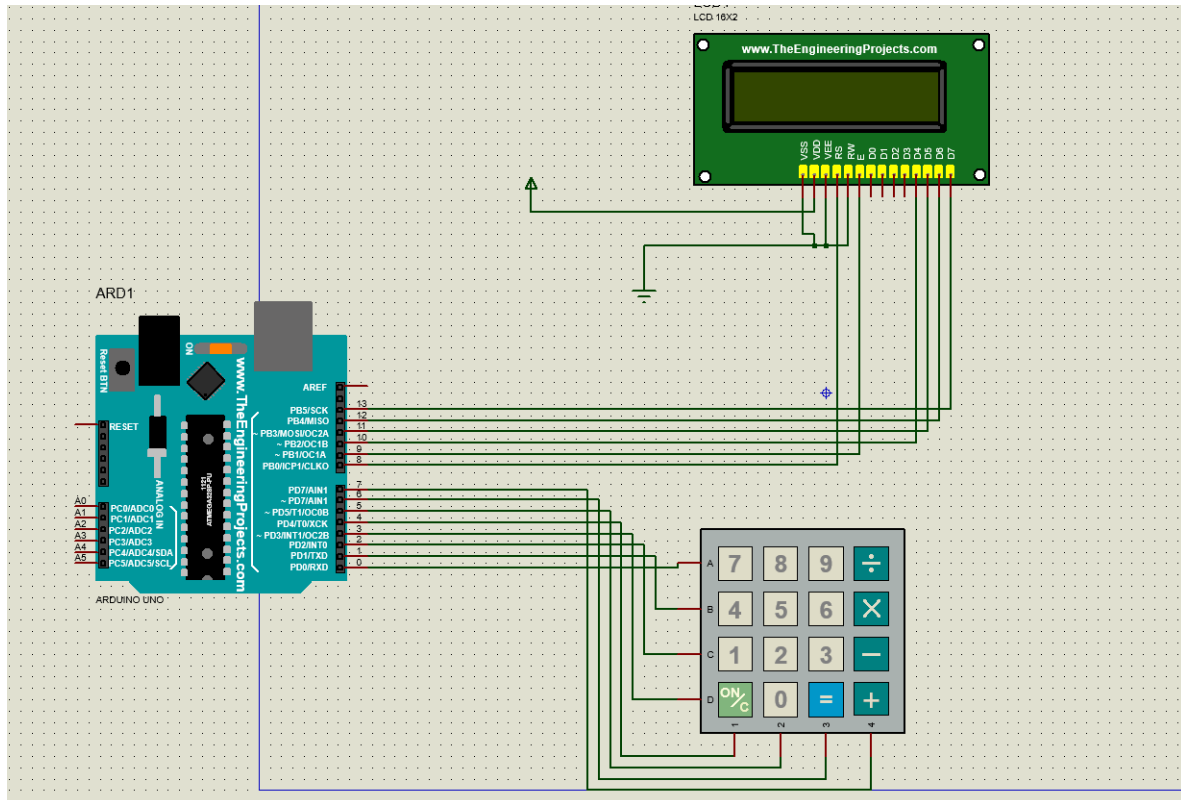 LCD 16X2
www.TheEngineeringProjects.com
VSS
VDD
VEE
RS
RW
E
D0
D1
D2
D3
D4
D5
D6
D7
ARD1
Reset BTN
ON
www.TheEngineeringProjects.com
1121
ATMEGA328P-PU
ANALOG IN
RESET
A0 PC0/ADC0
A1 PC1/ADC1
A2 PC2/ADC2
A3 PC3/ADC3
A4 PC4/ADC4/SDA
A5 PC5/ADC5/SCL
AREF
PB5/SCK 13
PB4/MISO 12
~ PB3/MOSI/OC2A 11
~ PB2/OC1B 10
~ PB1/OC1A 9
PB0/ICP1/CLKO 8
PD7/AIN1 7
~ PD7/AIN1 6
~ PD5/T1/OC0B 5
PD4/T0/XCK 4
~ PD3/INT1/OC2B 3
PD2/INT0 2
PD1/TXD 1
PD0/RXD 0
ARDUINO UNO
A 7 8 9 ÷
B 4 5 6 ×
C 1 2 3 −
D ON/C 0 = +
1 2 3 4